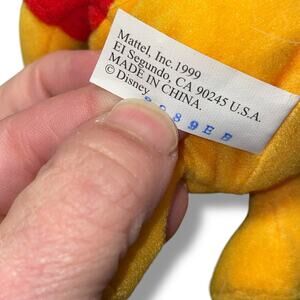 Mattel, Inc. 1999
El Segundo, CA 90245 U.S.A.
MADE IN CHINA.
© Disney